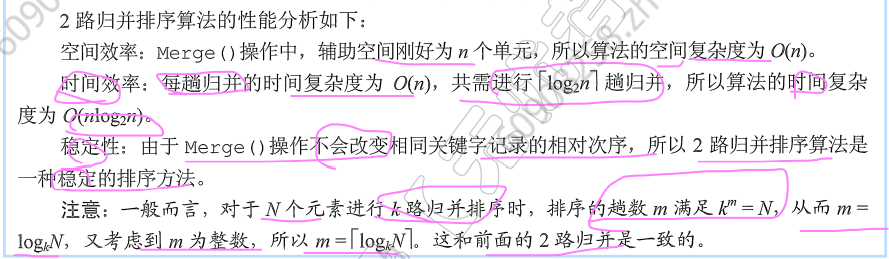 2 路归并排序算法的性能分析如下：
空间效率：Merge()操作中，辅助空间刚好为 n 个单元，所以算法的空间复杂度为 O(n)。
时间效率：每趟归并的时间复杂度为 O(n)，共需进行⌈log₂n⌉趟归并，所以算法的时间复杂
度为 O(nlog₂n)。
稳定性：由于 Merge()操作不会改变相同关键字记录的相对次序，所以 2 路归并排序算法是
一种稳定的排序方法。
注意：一般而言，对于 N 个元素进行 k 路归并排序时，排序的趟数 m 满足 kᵐ = N，从而 m =
logₖN，又考虑到 m 为整数，所以 m =⌈logₖN⌉。这和前面的 2 路归并是一致的。